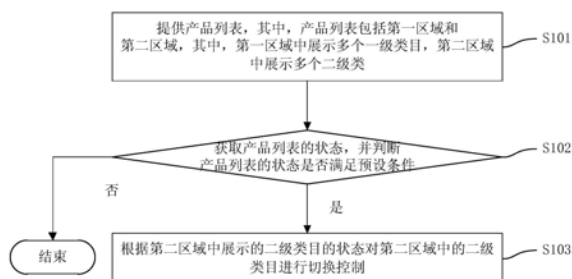 提供产品列表，其中，产品列表包括第一区域和
第二区域，其中，第一区域中展示多个一级类目，第二区域
中展示多个二级类
S101
获取产品列表的状态，并判断
产品列表的状态是否满足预设条件
S102
否
是
结束
根据第二区域中展示的二级类目的状态对第二区域中的二级
类目进行切换控制
S103